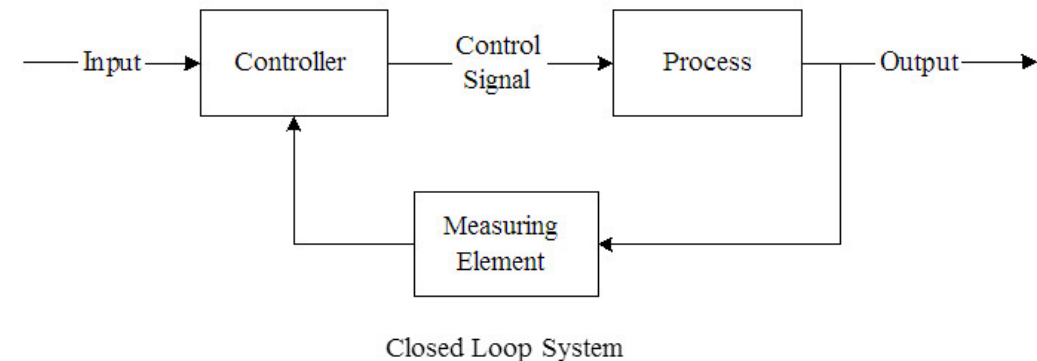 Input
Controller
Control
Signal
Process
Output
Measuring
Element
Closed Loop System